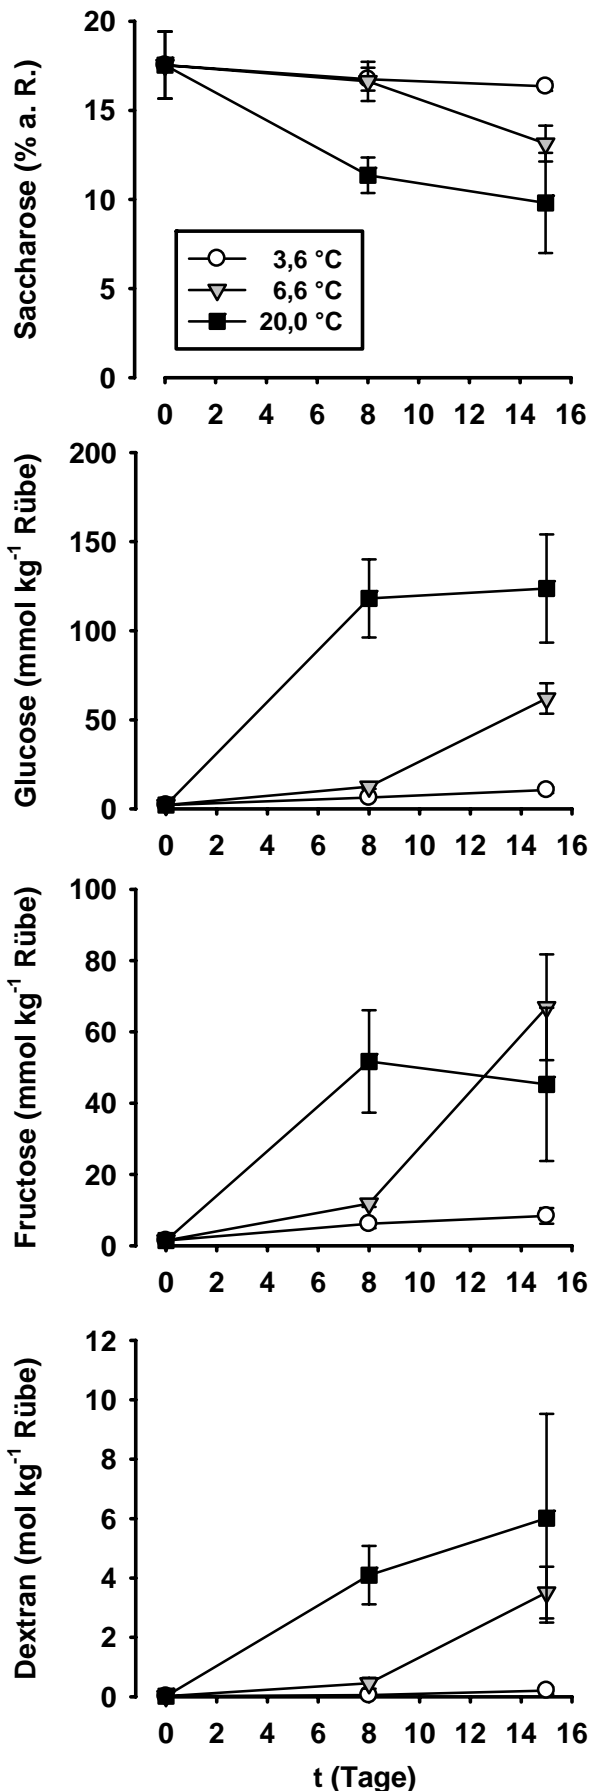 Saccharose (% a. R.)
20
15
10
5
0
3,6 °C
6,6 °C
20,0 °C
0 2 4 6 8 10 12 14 16
Glucose (mmol kg⁻¹ Rübe)
200
150
100
50
0
0 2 4 6 8 10 12 14 16
Fructose (mmol kg⁻¹ Rübe)
100
80
60
40
20
0
0 2 4 6 8 10 12 14 16
Dextran (mol kg⁻¹ Rübe)
12
10
8
6
4
2
0
0 2 4 6 8 10 12 14 16
t (Tage)